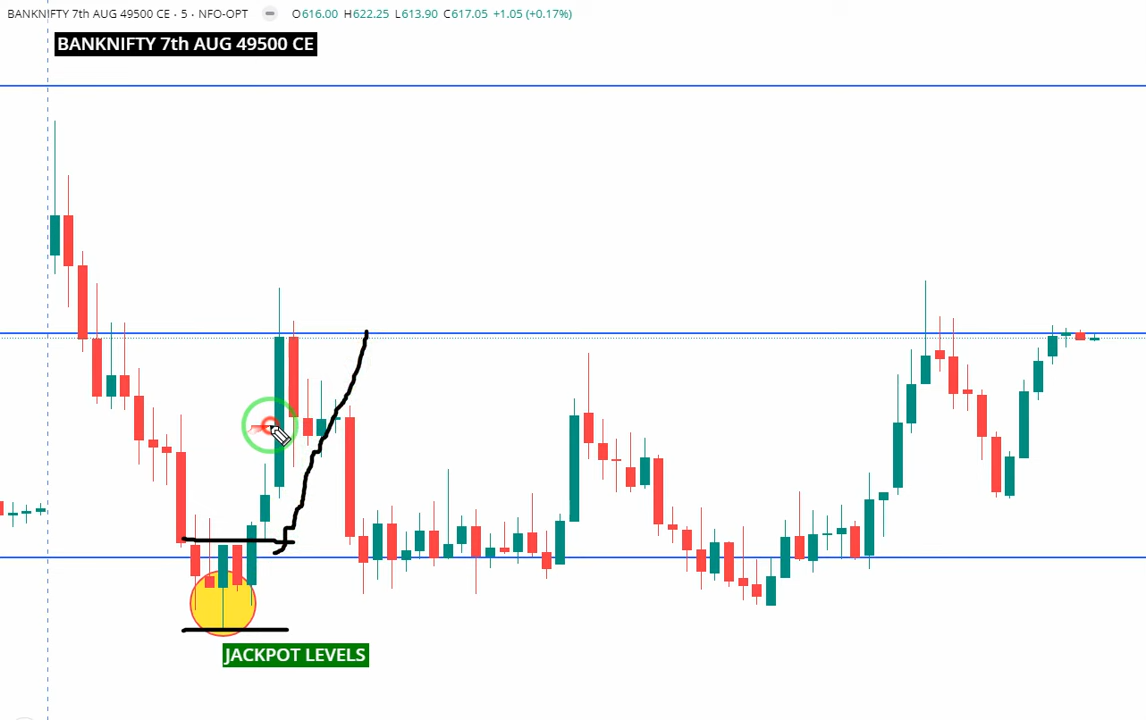 BANKNIFTY 7th AUG 49500 CE · 5 · NFO-OPT O616.00 H622.25 L613.90 C617.05 +1.05 (+0.17%)
BANKNIFTY 7th AUG 49500 CE
JACKPOT LEVELS